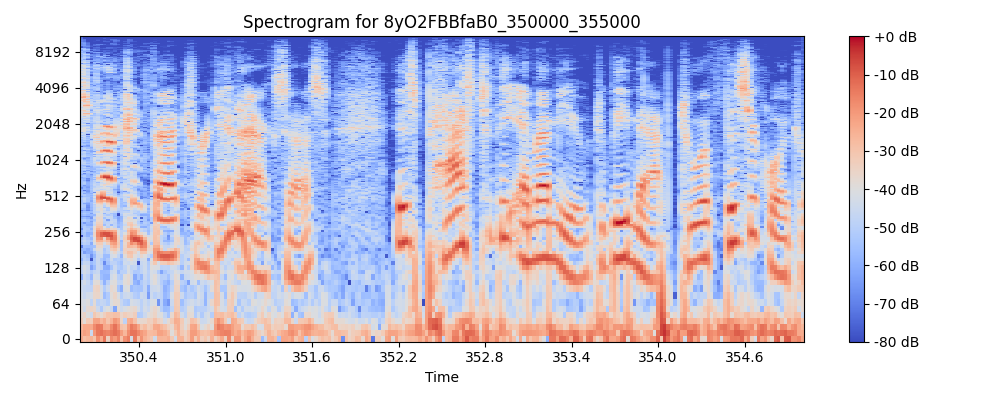 Spectrogram for 8yO2FBBfaB0_350000_355000
8192
4096
2048
1024
512
256
128
64
0
Hz
350.4
351.0
351.6
352.2
352.8
353.4
354.0
354.6
Time
+0 dB
-10 dB
-20 dB
-30 dB
-40 dB
-50 dB
-60 dB
-70 dB
-80 dB